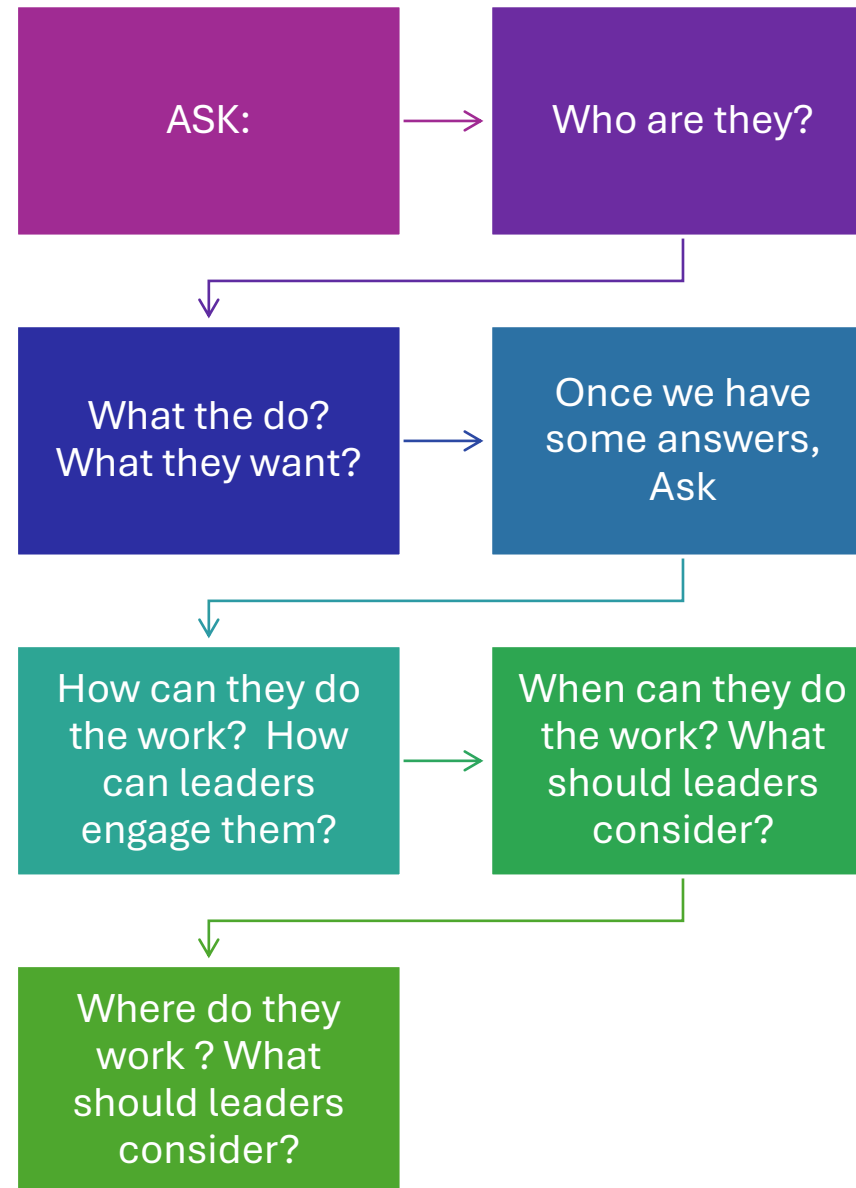 ASK:
Who are they?
What the do?
What they want?
Once we have
some answers,
Ask
How can they do
the work?  How
can leaders
engage them?
When can they do
the work? What
should leaders
consider?
Where do they
work ? What
should leaders
consider?